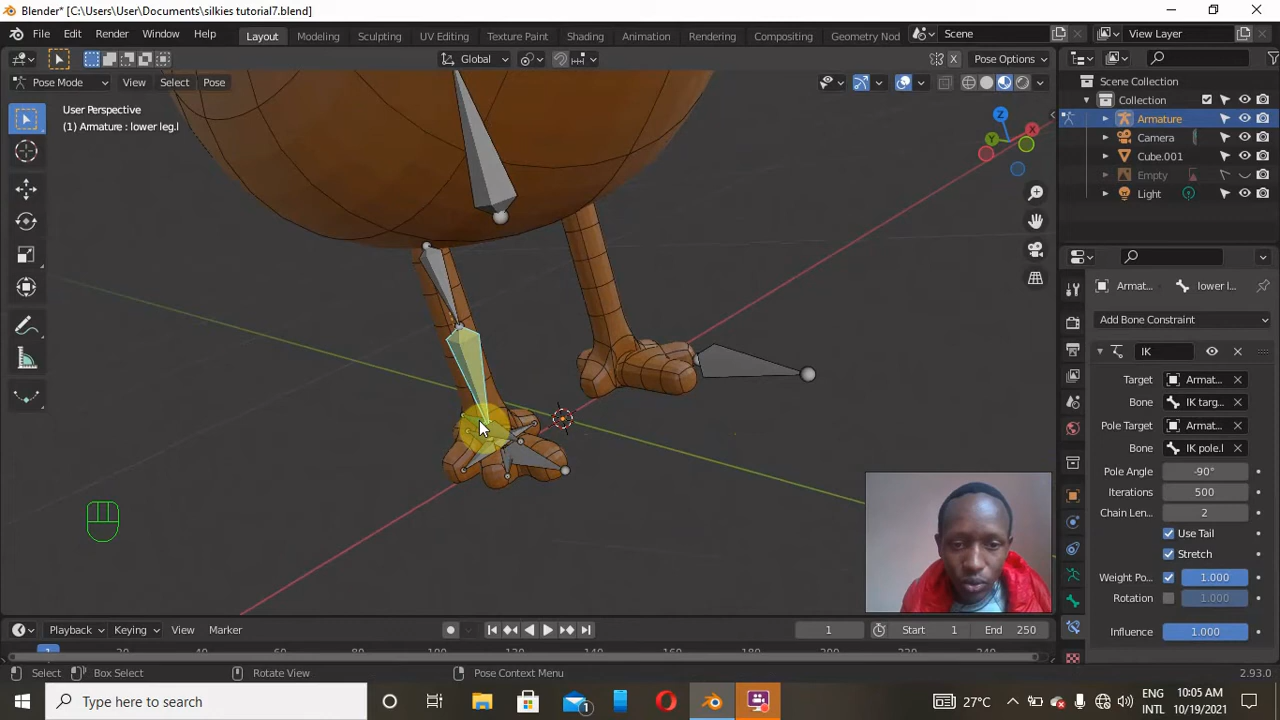 Blender* [C:\Users\User\Documents\silkies tutorial7.blend]
File Edit Render Window Help Layout Modeling Sculpting UV Editing Texture Paint Shading Animation Rendering Compositing Geometry Nod Scene View Layer
Global Pose Options
Pose Mode View Select Pose
User Perspective
(1) Armature : lower leg.l
Z
X
Y
Scene Collection
Collection
Armature
Camera
Cube.001
Empty
Light
Armat... lower l...
Add Bone Constraint
IK
Target Armat...
Bone IK targ...
Pole Target Armat...
Bone IK pole.l
Pole Angle -90°
Iterations 500
Chain Len... 2
Use Tail
Stretch
Weight Po... 1.000
Rotation 1.000
Influence 1.000
Playback Keying View Marker 1 Start 1 End 250
Select Box Select Rotate View Pose Context Menu 2.93.0
Type here to search 1 27°C ENG INTL 10:05 AM 10/19/2021